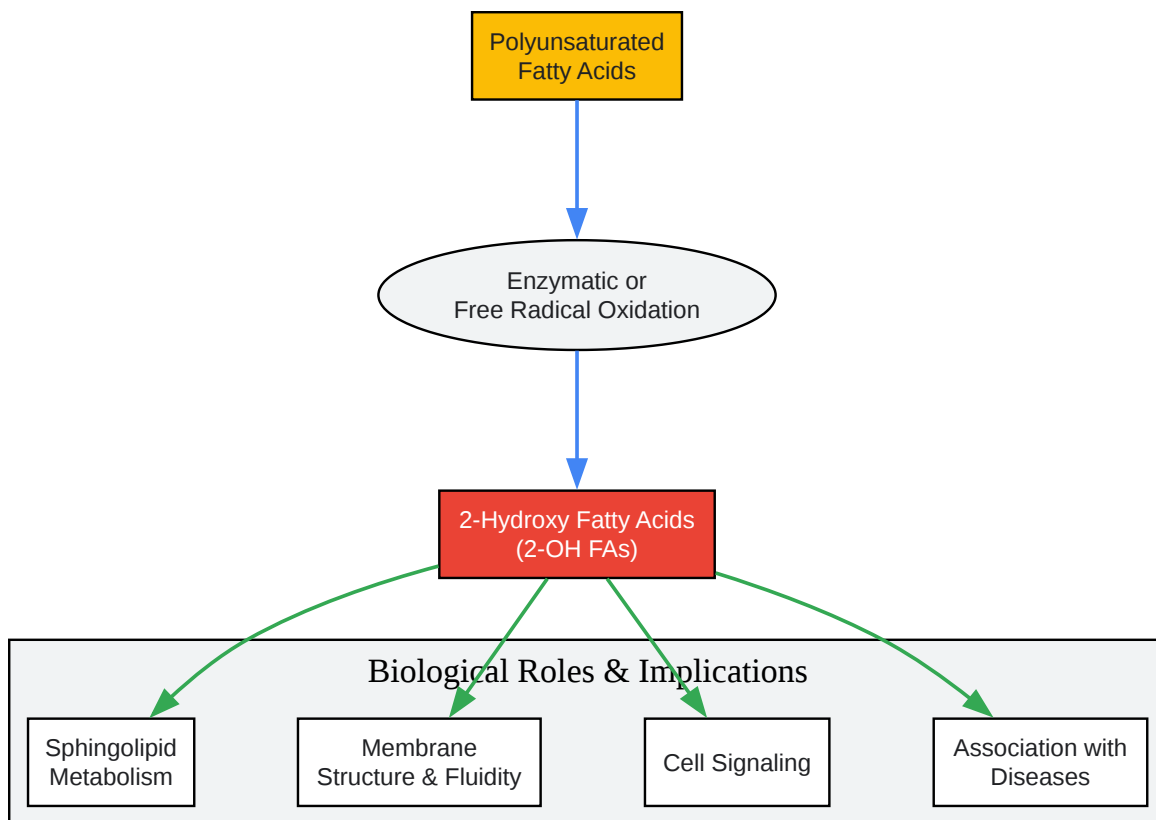 Polyunsaturated
Fatty Acids
Enzymatic or
Free Radical Oxidation
2-Hydroxy Fatty Acids
(2-OH FAs)
Biological Roles & Implications
Sphingolipid
Metabolism
Membrane
Structure & Fluidity
Cell Signaling
Association with
Diseases